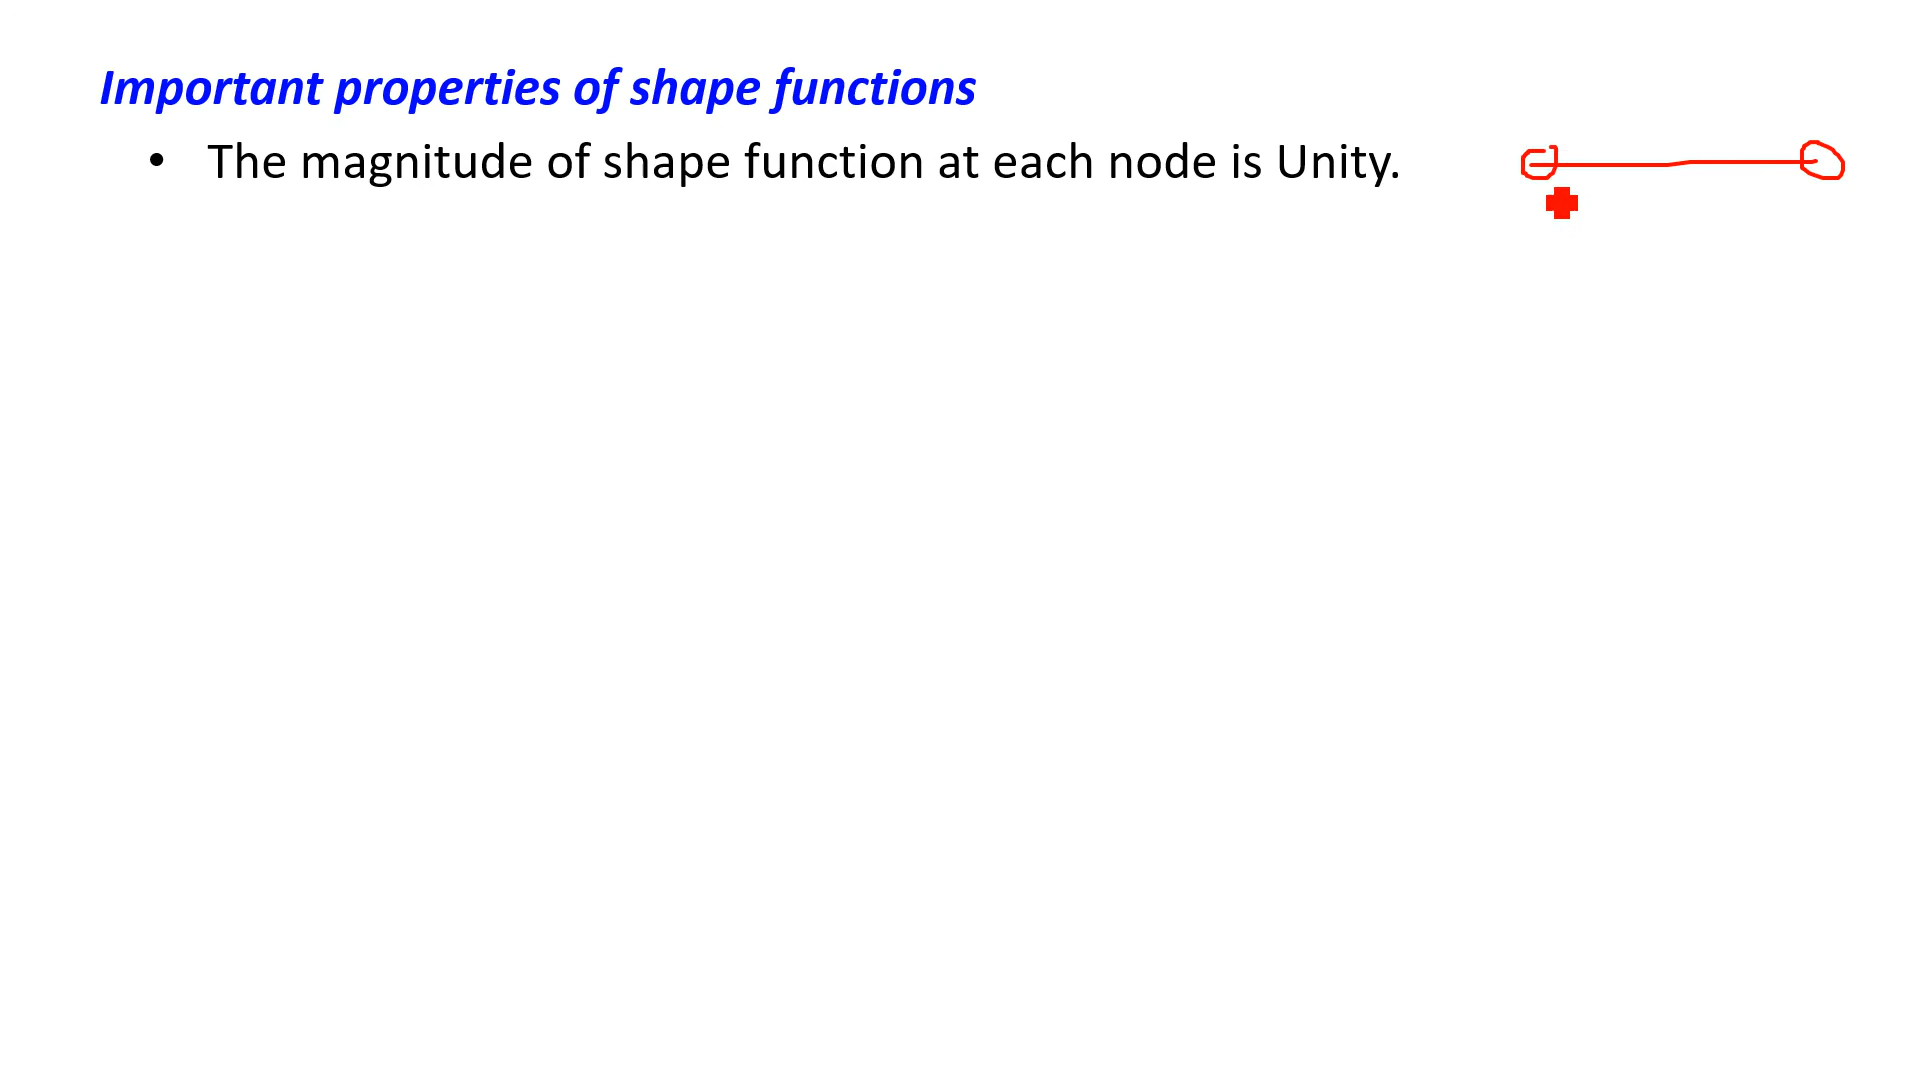 Important properties of shape functions
• The magnitude of shape function at each node is Unity.